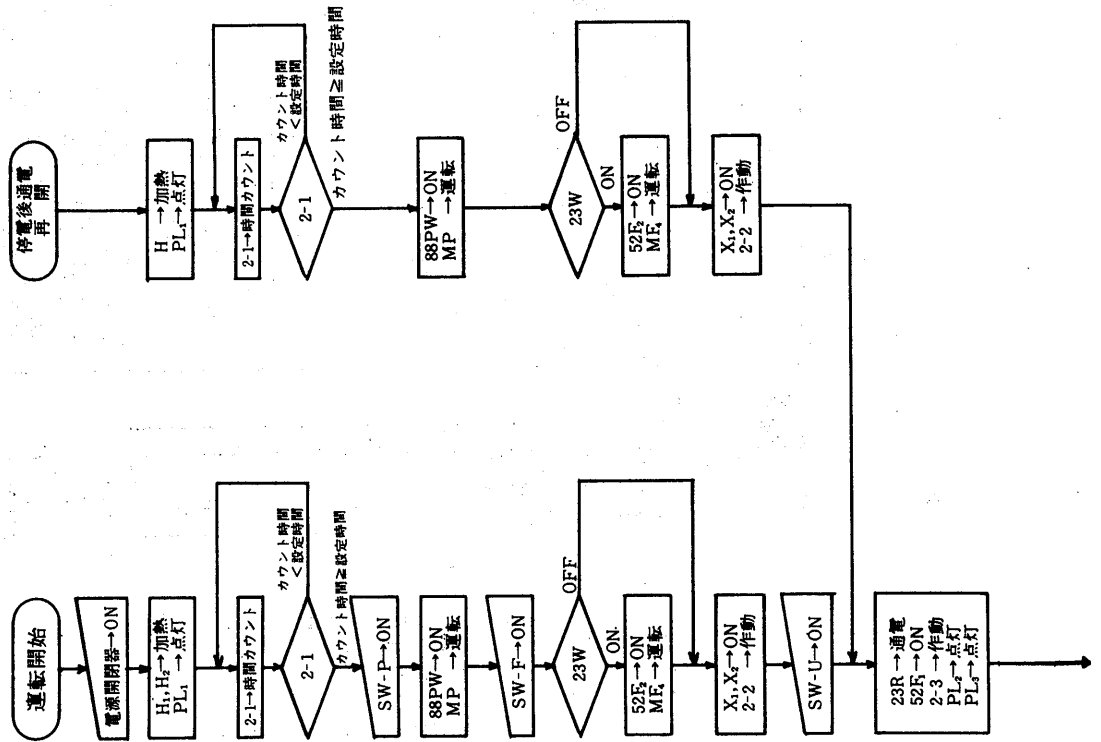 運転開始
電源開閉器→ON
H₁,H₂→加熱
PL₁→点灯
2-1→時間カウント
2-1
カウント時間
<設定時間
カウント時間≧設定時間
SW-P→ON
88PW→ON
MP →運転
SW-F→ON
23W
OFF
ON
52F₂→ON
MF₄→運転
X₁,X₂→ON
2-2→作動
SW-U→ON
23R→通電
52F₁→ON
2-3→作動
PL₂→点灯
PL₃→点灯
停電後通電
再 開
H →加熱
PL₁→点灯
2-1→時間カウント
2-1
カウント時間
<設定時間
カウント時間≧設定時間
88PW→ON
MP →運転
23W
OFF
ON
52F₂→ON
MF₄→運転
X₁,X₂→ON
2-2→作動